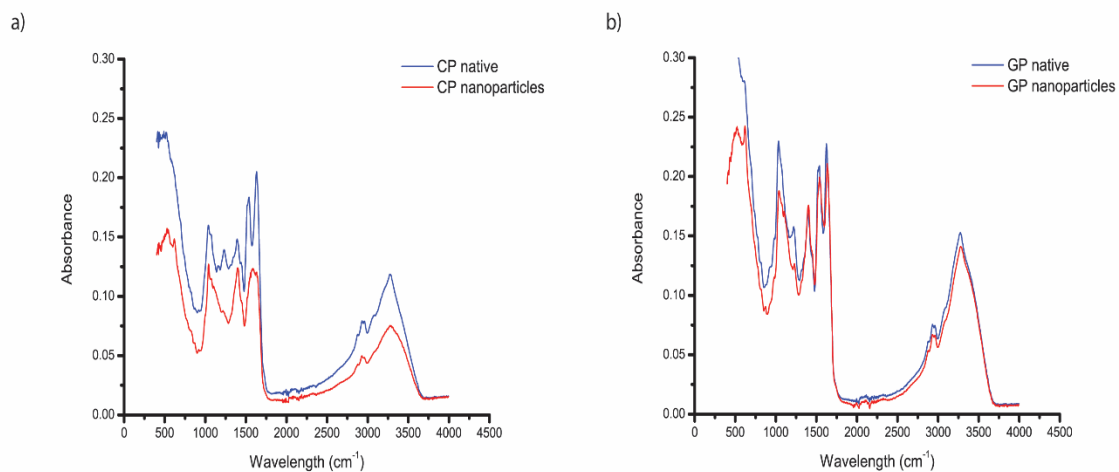 a)
CP native
CP nanoparticles
0.30
0.25
0.20
0.15
0.10
0.05
0.00
Absorbance
0 500 1000 1500 2000 2500 3000 3500 4000 4500
Wavelength (cm⁻¹)
b)
GP native
GP nanoparticles
0.30
0.25
0.20
0.15
0.10
0.05
0.00
Absorbance
0 500 1000 1500 2000 2500 3000 3500 4000 4500
Wavelength (cm⁻¹)